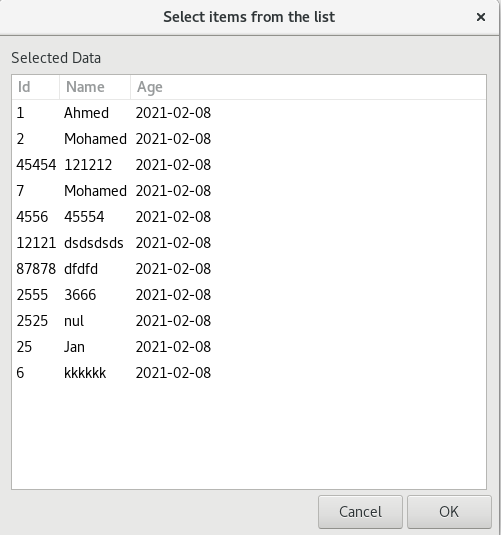 Select items from the list ×
Selected Data
Id Name Age
1 Ahmed 2021-02-08
2 Mohamed 2021-02-08
45454 121212 2021-02-08
7 Mohamed 2021-02-08
4556 45554 2021-02-08
12121 dsdsdsds 2021-02-08
87878 dfdfd 2021-02-08
2555 3666 2021-02-08
2525 nul 2021-02-08
25 Jan 2021-02-08
6 kkkkkk 2021-02-08
Cancel OK